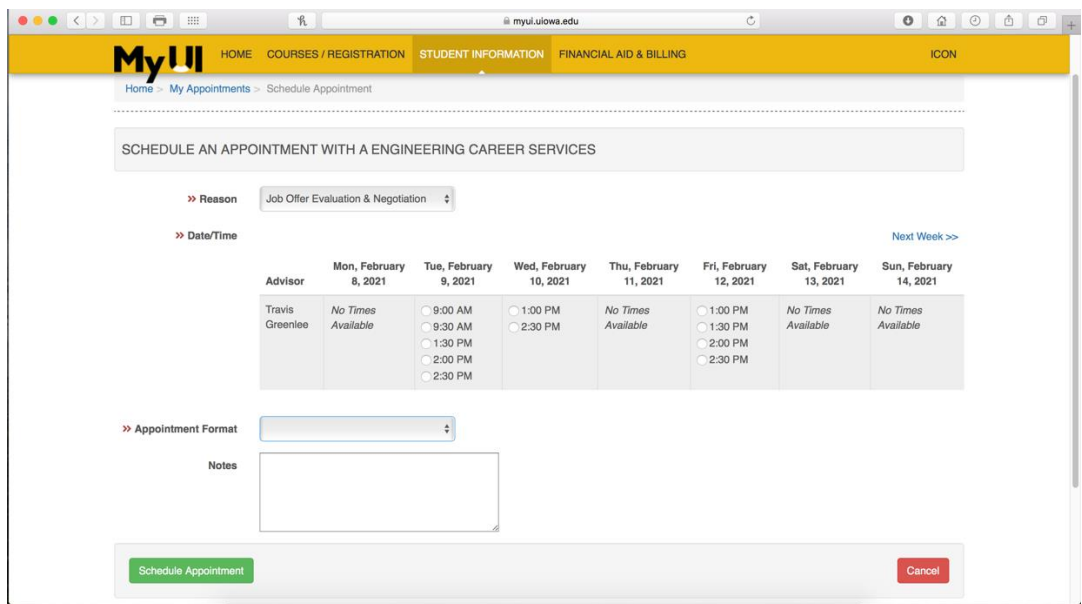 myui.uiowa.edu
MyUI HOME COURSES / REGISTRATION STUDENT INFORMATION FINANCIAL AID & BILLING ICON
Home > My Appointments > Schedule Appointment
SCHEDULE AN APPOINTMENT WITH A ENGINEERING CAREER SERVICES
» Reason Job Offer Evaluation & Negotiation
» Date/Time Next Week >>
Mon, February Tue, February Wed, February Thu, February Fri, February Sat, February Sun, February
Advisor 8, 2021 9, 2021 10, 2021 11, 2021 12, 2021 13, 2021 14, 2021
Travis No Times 9:00 AM 1:00 PM No Times 1:00 PM No Times No Times
Greenlee Available 9:30 AM 2:30 PM Available 1:30 PM Available Available
1:30 PM 2:00 PM
2:00 PM 2:30 PM
2:30 PM
» Appointment Format
Notes
Schedule Appointment Cancel